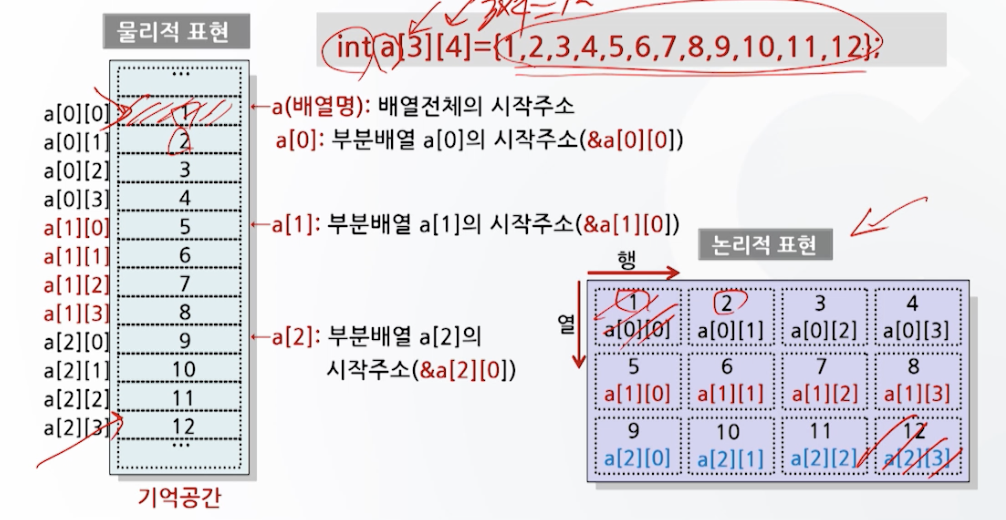 물리적 표현
3x4=12
int a[3][4]={1,2,3,4,5,6,7,8,9,10,11,12};
...
a[0][0] 1
a[0][1] 2
a[0][2] 3
a[0][3] 4
a[1][0] 5
a[1][1] 6
a[1][2] 7
a[1][3] 8
a[2][0] 9
a[2][1] 10
a[2][2] 11
a[2][3] 12
...
기억공간
←a(배열명): 배열전체의 시작주소
a[0]: 부분배열 a[0]의 시작주소(&a[0][0])
←a[1]: 부분배열 a[1]의 시작주소(&a[1][0])
←a[2]: 부분배열 a[2]의
시작주소(&a[2][0])
논리적 표현
행
열
1 2 3 4
a[0][0] a[0][1] a[0][2] a[0][3]
5 6 7 8
a[1][0] a[1][1] a[1][2] a[1][3]
9 10 11 12
a[2][0] a[2][1] a[2][2] a[2][3]